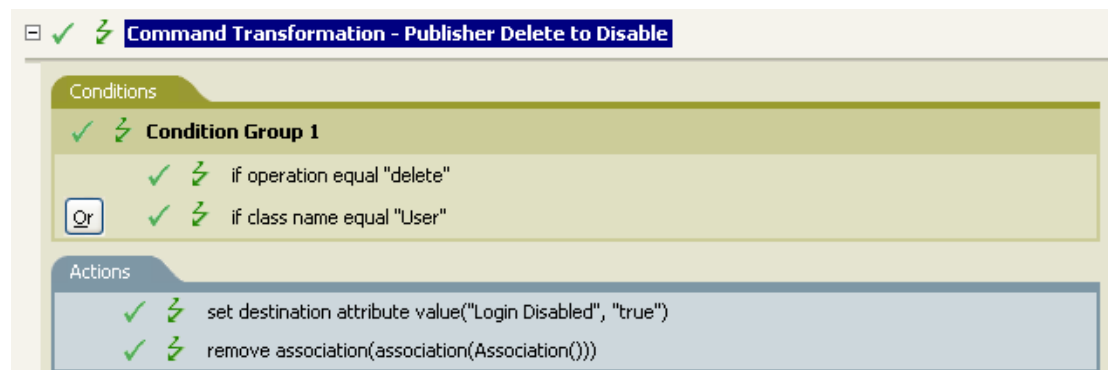 Command Transformation - Publisher Delete to Disable
Conditions
Condition Group 1
if operation equal "delete"
Or
if class name equal "User"
Actions
set destination attribute value("Login Disabled", "true")
remove association(association(Association()))